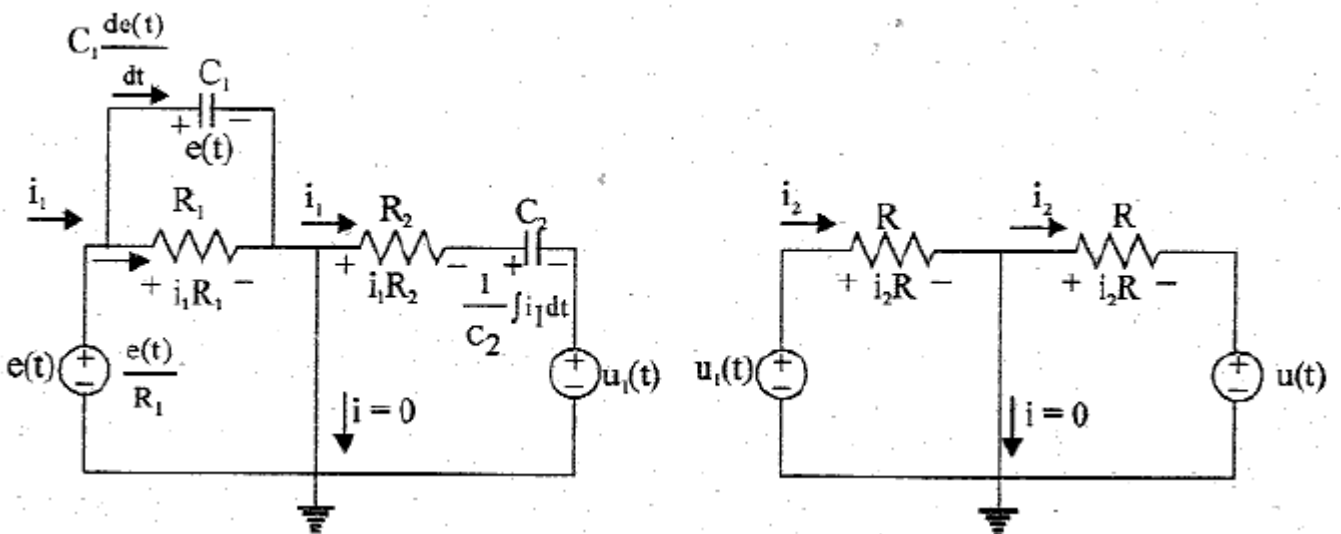 C₁ de(t)/dt
C₁
+ −
e(t)
i₁
R₁
+ i₁R₁ −
i₁
R₂
+ i₁R₂ −
C₂
+ −
1/C₂ ∫i₁dt
e(t)
+
−
e(t)/R₁
i = 0
+
−
u₁(t)
i₂
R
+ i₂R −
i₂
R
+ i₂R −
u₁(t)
+
−
i = 0
+
−
u(t)